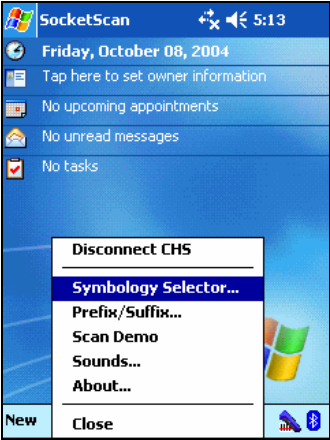 SocketScan 5:13
Friday, October 08, 2004
Tap here to set owner information
No upcoming appointments
No unread messages
No tasks
Disconnect CHS
Symbology Selector...
Prefix/Suffix...
Scan Demo
Sounds...
About...
Close
New